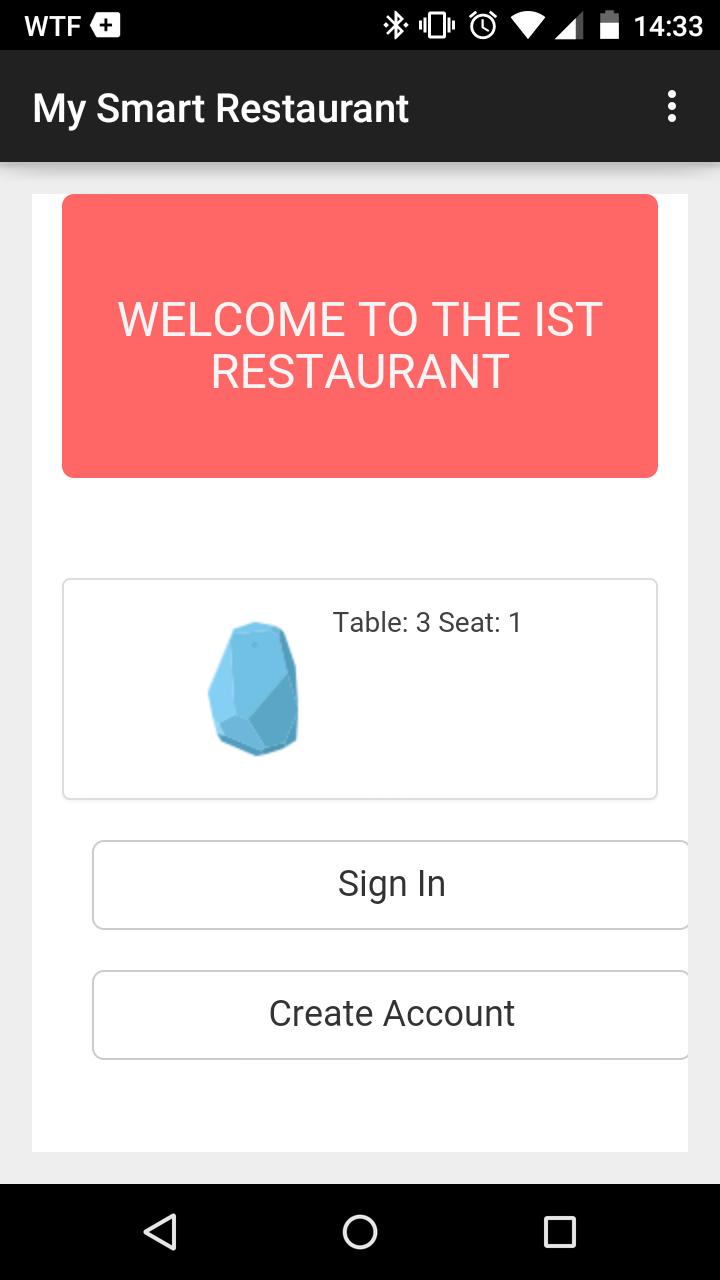 WTF
14:33
My Smart Restaurant
WELCOME TO THE IST
RESTAURANT
Table: 3 Seat: 1
Sign In
Create Account